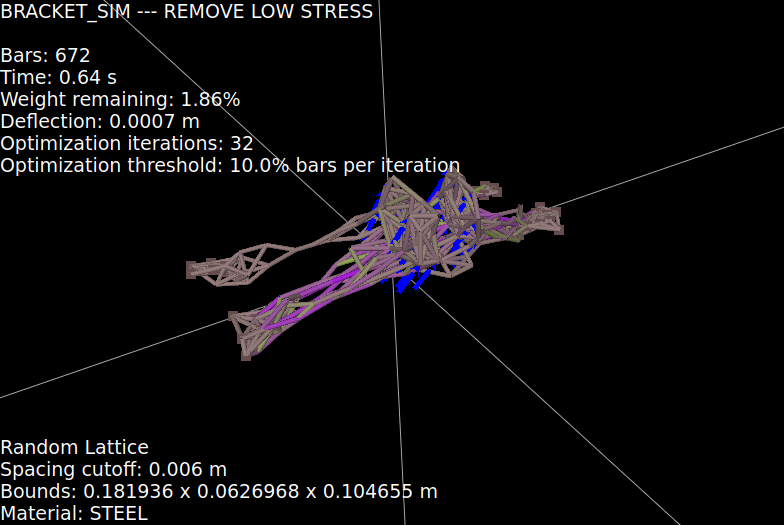 BRACKET_SIM --- REMOVE LOW STRESS
Bars: 672
Time: 0.64 s
Weight remaining: 1.86%
Deflection: 0.0007 m
Optimization iterations: 32
Optimization threshold: 10.0% bars per iteration
Random Lattice
Spacing cutoff: 0.006 m
Bounds: 0.181936 x 0.0626968 x 0.104655 m
Material: STEEL